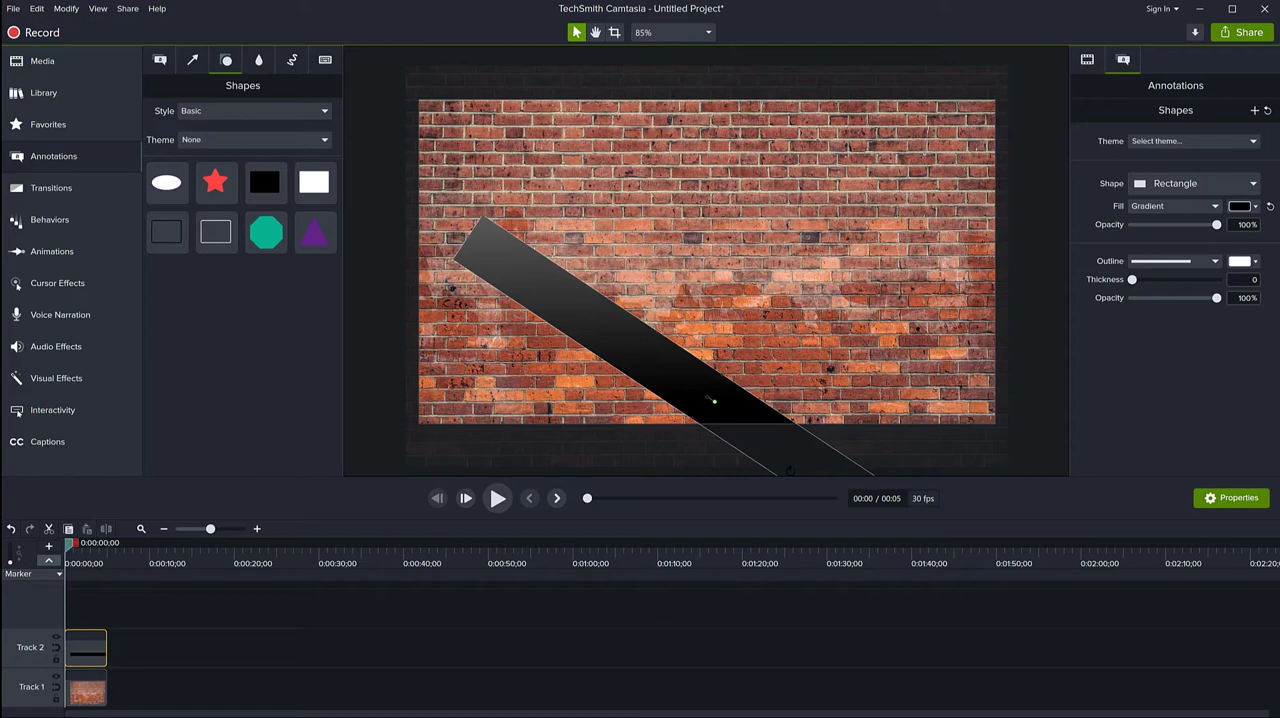 File Edit Modify View Share Help
TechSmith Camtasia - Untitled Project*
Sign In
Record
85%
Share
Media
Library
Favorites
Annotations
Transitions
Behaviors
Animations
Cursor Effects
Voice Narration
Audio Effects
Visual Effects
Interactivity
CC Captions
Shapes
Style Basic
Theme None
Annotations
Shapes
Theme Select theme...
Shape Rectangle
Fill Gradient
Opacity 100%
Outline
Thickness 0
Opacity 100%
00:00 / 00:05 30 fps
Properties
0:00:00;00
0:00:00;00 0:00:10;00 0:00:20;00 0:00:30;00 0:00:40;00 0:00:50;00 0:01:00;00 0:01:10;00 0:01:20;00 0:01:30;00 0:01:40;00 0:01:50;00 0:02:00;00 0:02:10;00 0:02:20;
Marker
Track 2
Track 1